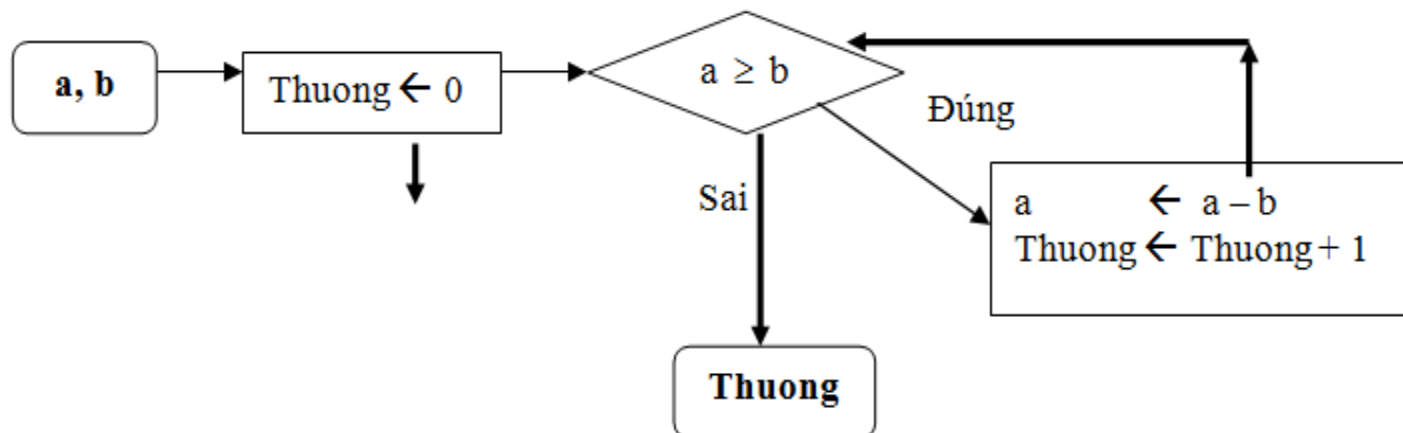 a, b
Thuong ← 0
a ≥ b
Đúng
Sai
a ← a – b
Thuong ← Thuong + 1
Thuong